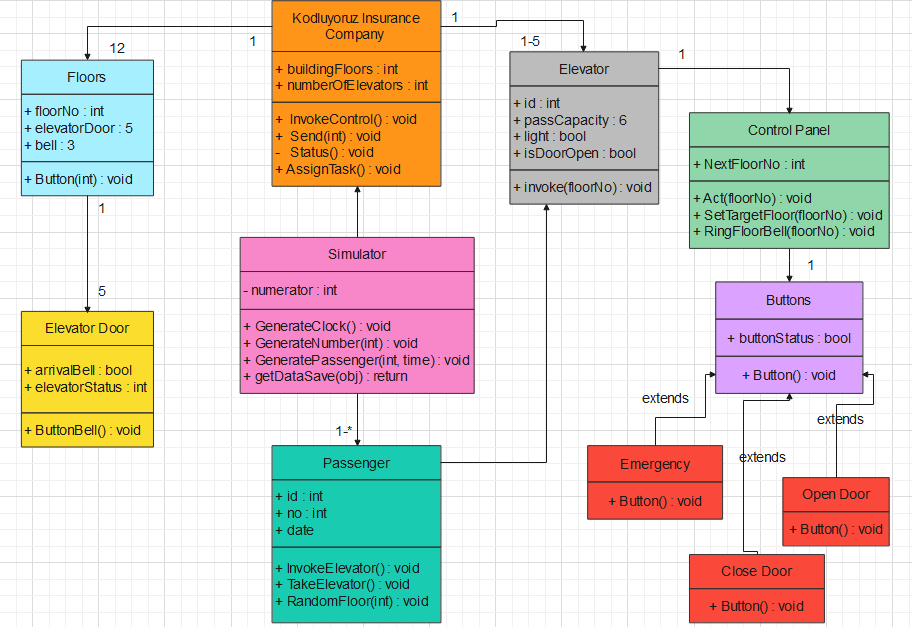 Kodluyoruz Insurance
Company
+ buildingFloors : int
+ numberOfElevators : int
+ InvokeControl() : void
+ Send(int) : void
- Status() : void
+ AssignTask() : void
1
12
1
1-5
Floors
+ floorNo : int
+ elevatorDoor : 5
+ bell : 3
+ Button(int) : void
1
5
Elevator
+ id : int
+ passCapacity : 6
+ light : bool
+ isDoorOpen : bool
+ invoke(floorNo) : void
1
Control Panel
+ NextFloorNo : int
+ Act(floorNo) : void
+ SetTargetFloor(floorNo) : void
+ RingFloorBell(floorNo) : void
1
Simulator
- numerator : int
+ GenerateClock() : void
+ GenerateNumber(int) : void
+ GeneratePassenger(int, time) : void
+ getDataSave(obj) : return
1-*
Elevator Door
+ arrivalBell : bool
+ elevatorStatus : int
+ ButtonBell() : void
Buttons
+ buttonStatus : bool
+ Button() : void
extends
extends
extends
Passenger
+ id : int
+ no : int
+ date
+ InvokeElevator() : void
+ TakeElevator() : void
+ RandomFloor(int) : void
Emergency
+ Button() : void
Open Door
+ Button() : void
Close Door
+ Button() : void